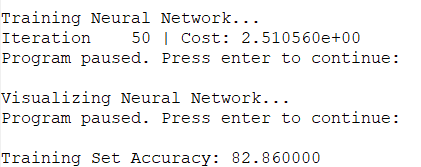 Training Neural Network...
Iteration    50 | Cost: 2.510560e+00
Program paused. Press enter to continue:
Visualizing Neural Network...
Program paused. Press enter to continue:
Training Set Accuracy: 82.860000